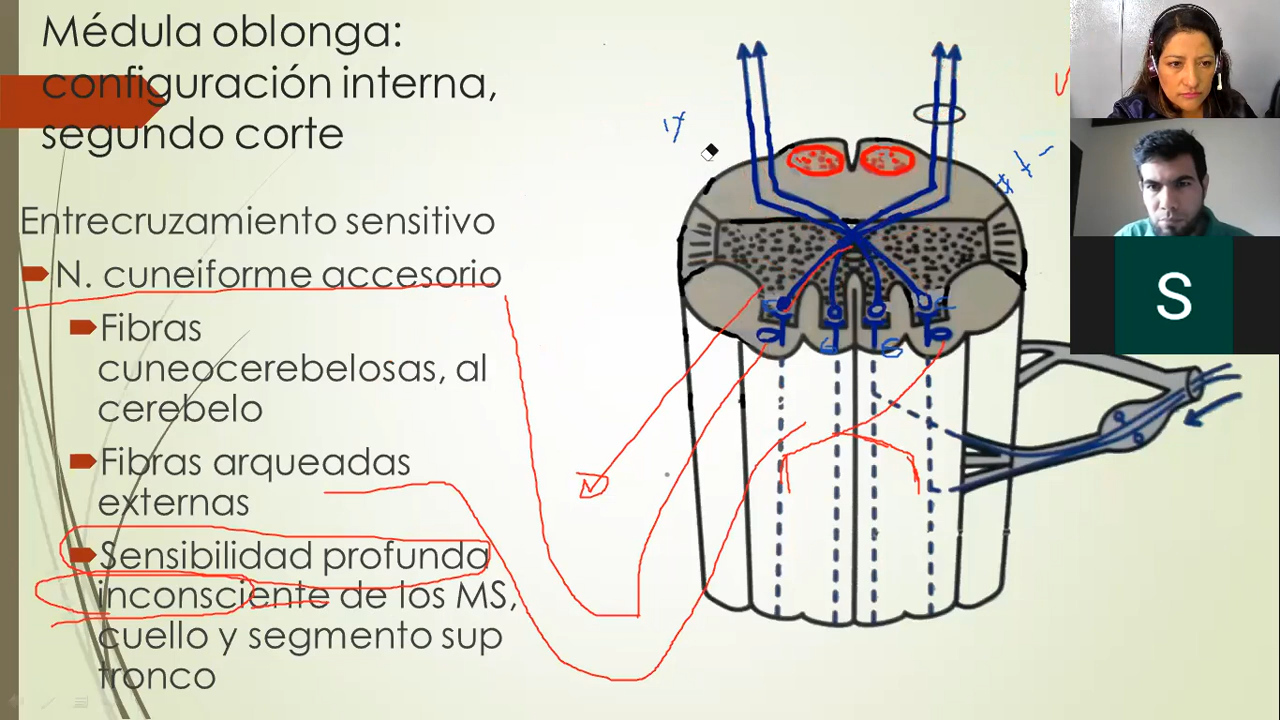 Médula oblonga:
configuración interna,
segundo corte
Entrecruzamiento sensitivo
N. cuneiforme accesorio
Fibras
cuneocerebelosas, al
cerebelo
Fibras arqueadas
externas
Sensibilidad profunda
inconsciente de los MS,
cuello y segmento sup
tronco
S